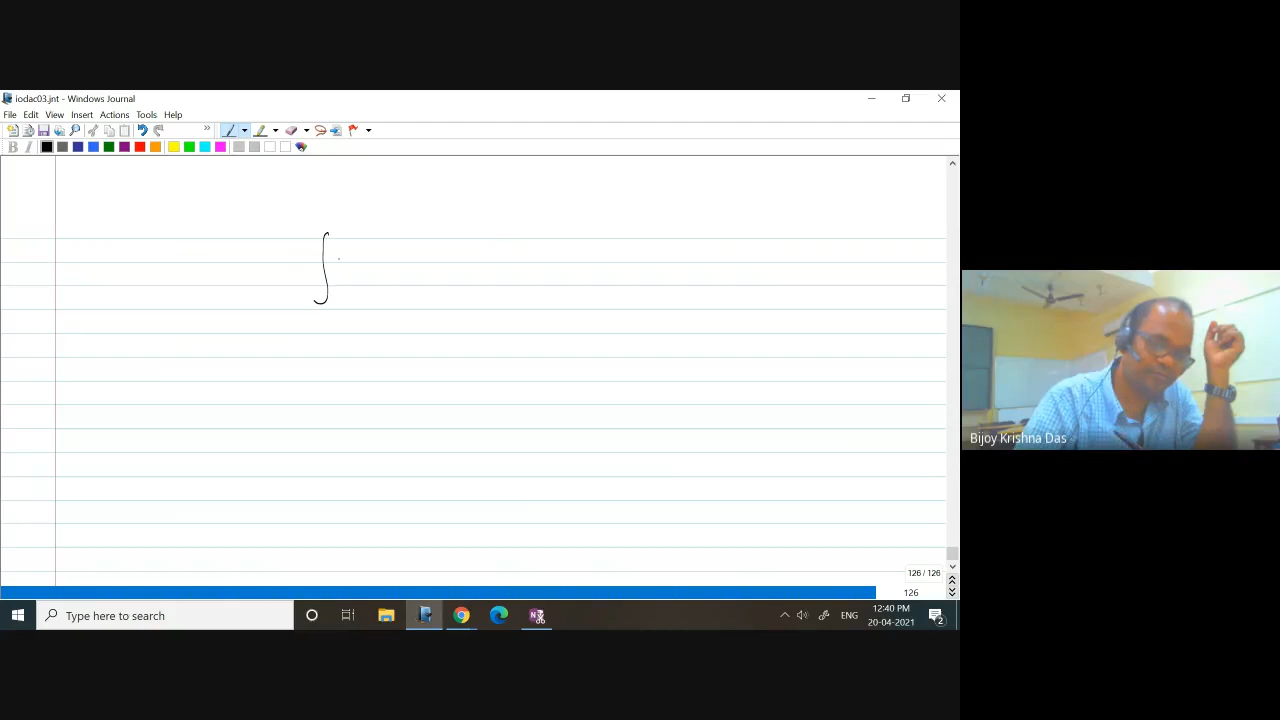 iodac03.jnt - Windows Journal
File Edit View Insert Actions Tools Help
B I
∫
Bijoy Krishna Das
126 / 126
126
Type here to search
ENG
12:40 PM
20-04-2021
2